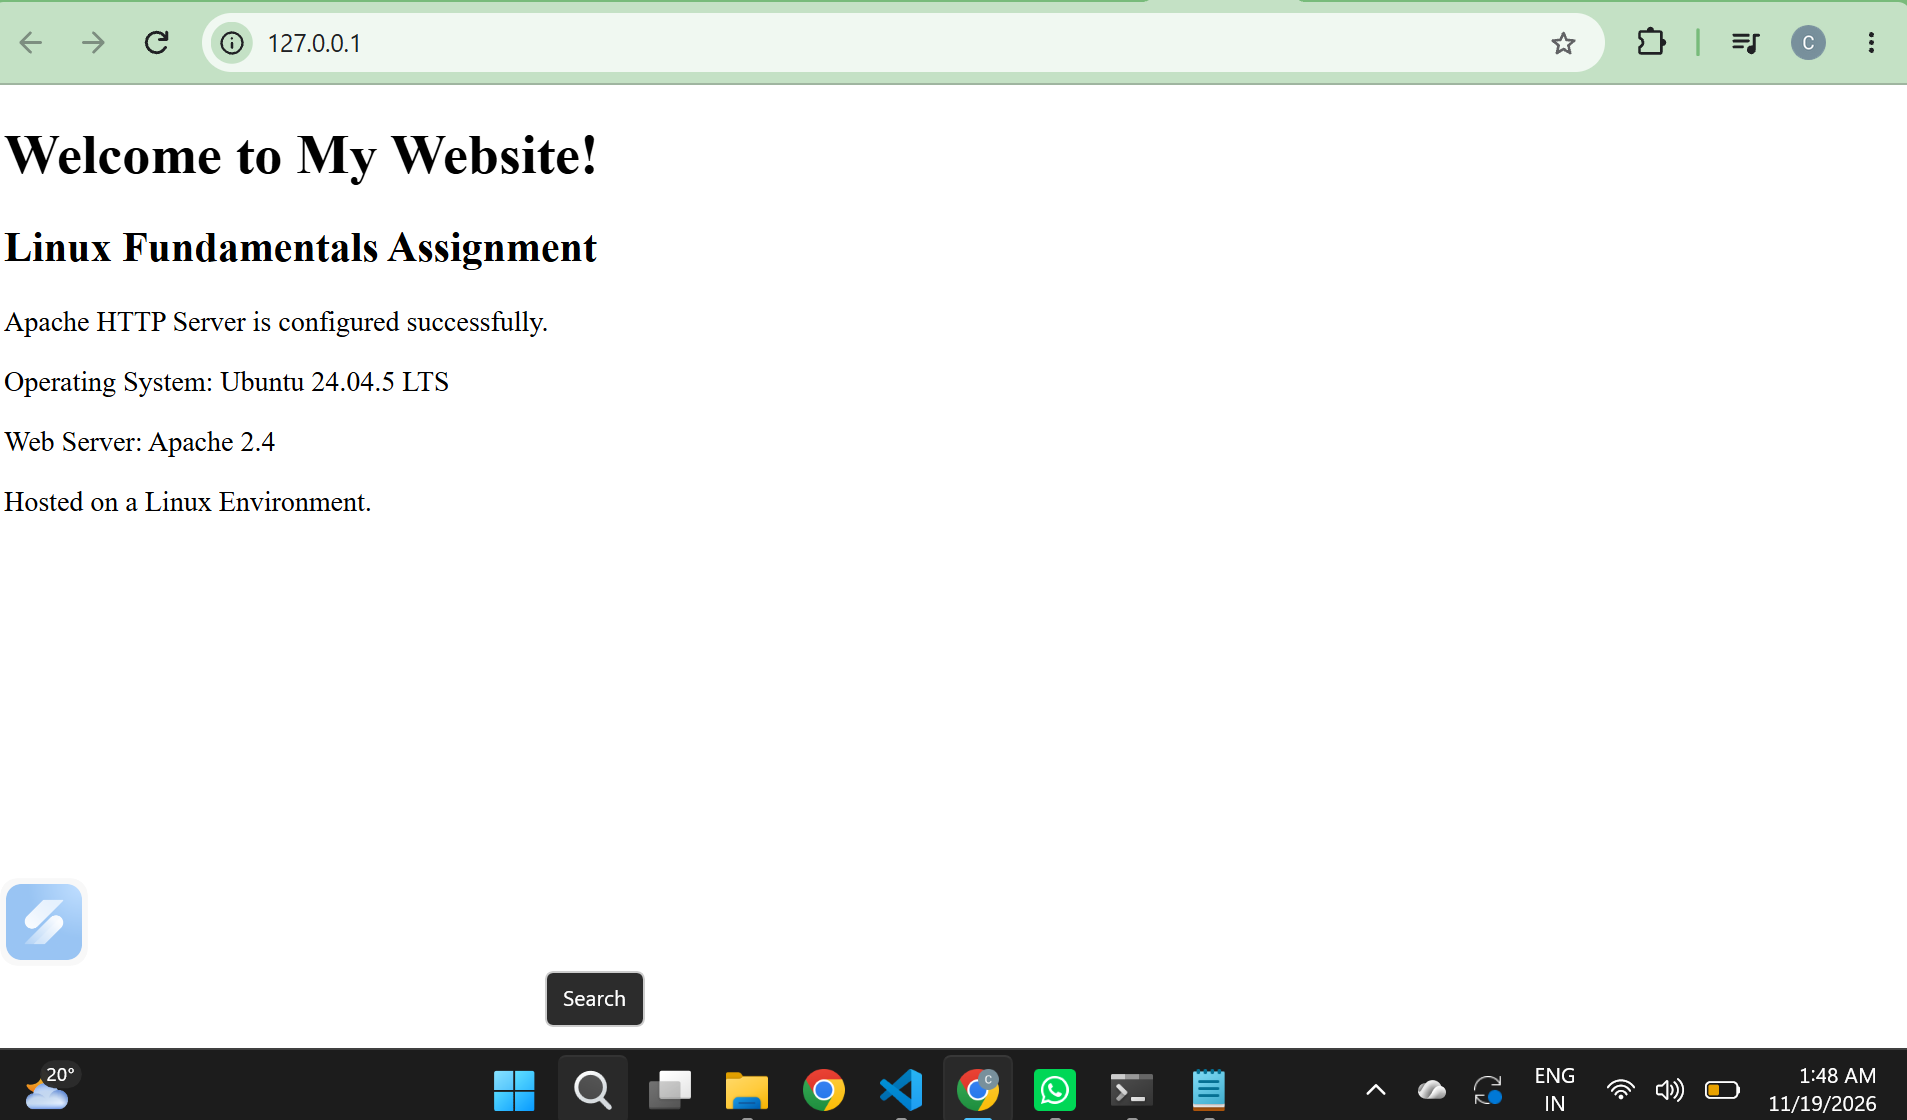 127.0.0.1
C
Welcome to My Website!
Linux Fundamentals Assignment
Apache HTTP Server is configured successfully.
Operating System: Ubuntu 24.04.5 LTS
Web Server: Apache 2.4
Hosted on a Linux Environment.
Search
20°
C
ENG
IN
1:48 AM
11/19/2026